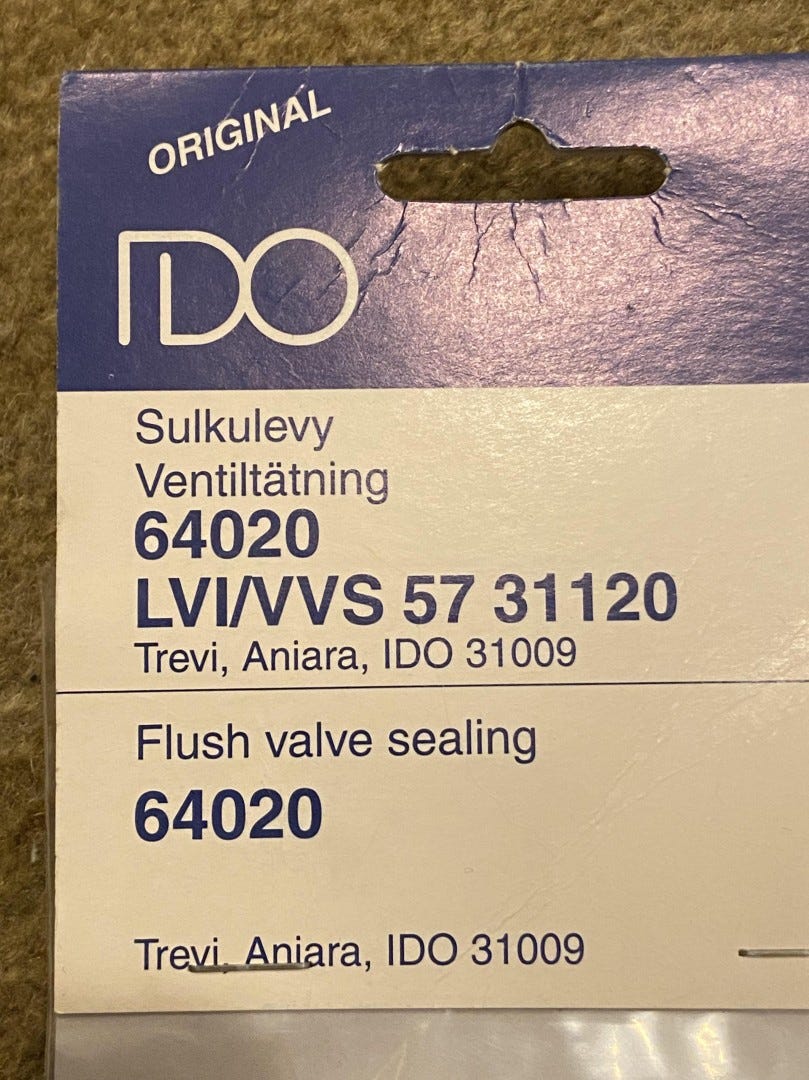 ORIGINAL
IDO
Sulkulevy
Ventiltätning
64020
LVI/VVS 57 31120
Trevi, Aniara, IDO 31009
Flush valve sealing
64020
Trevi, Aniara, IDO 31009